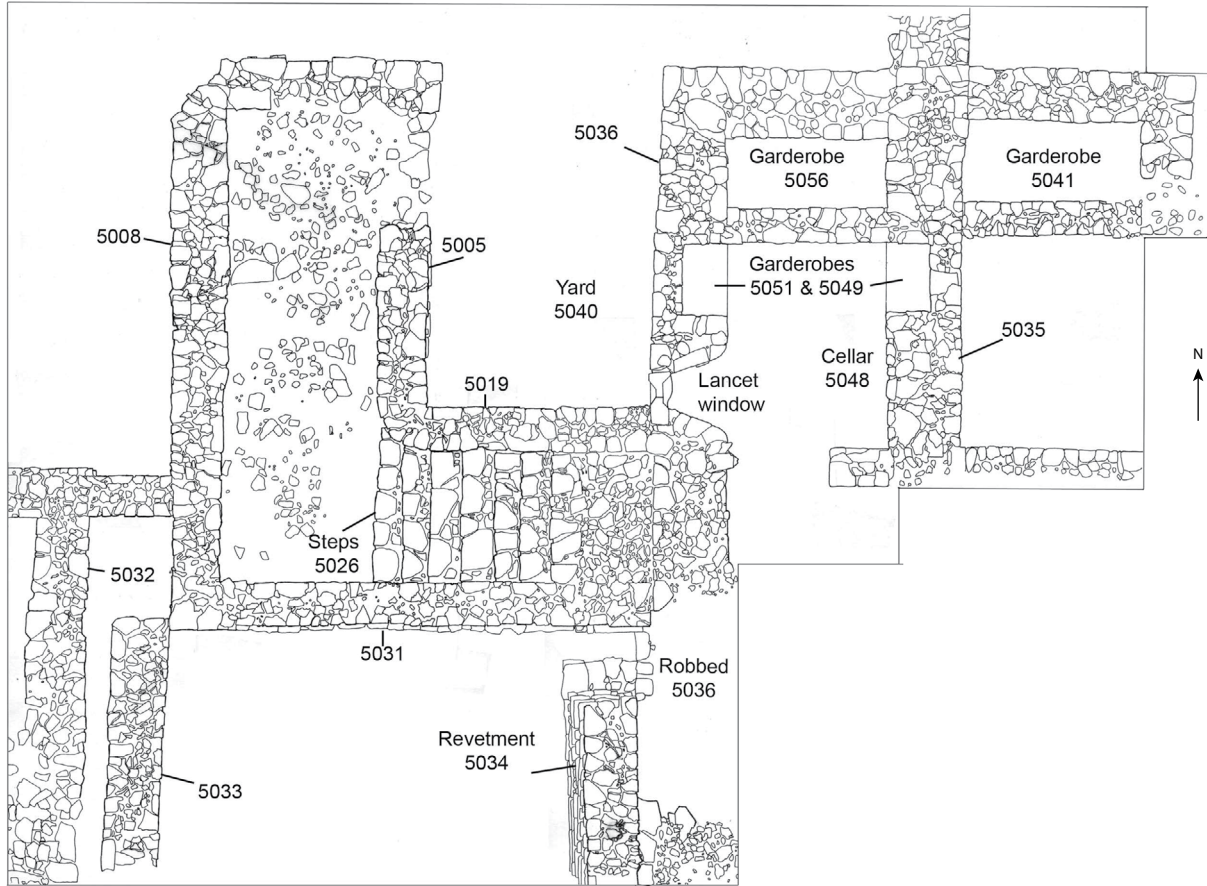 5036
Garderobe
5056
Garderobe
5041
5008
5005
Yard
5040
Garderobes
5051 & 5049
5035
Cellar
5048
N
5019
Lancet
window
Steps
5026
5032
5031
Robbed
5036
Revetment
5034
5033